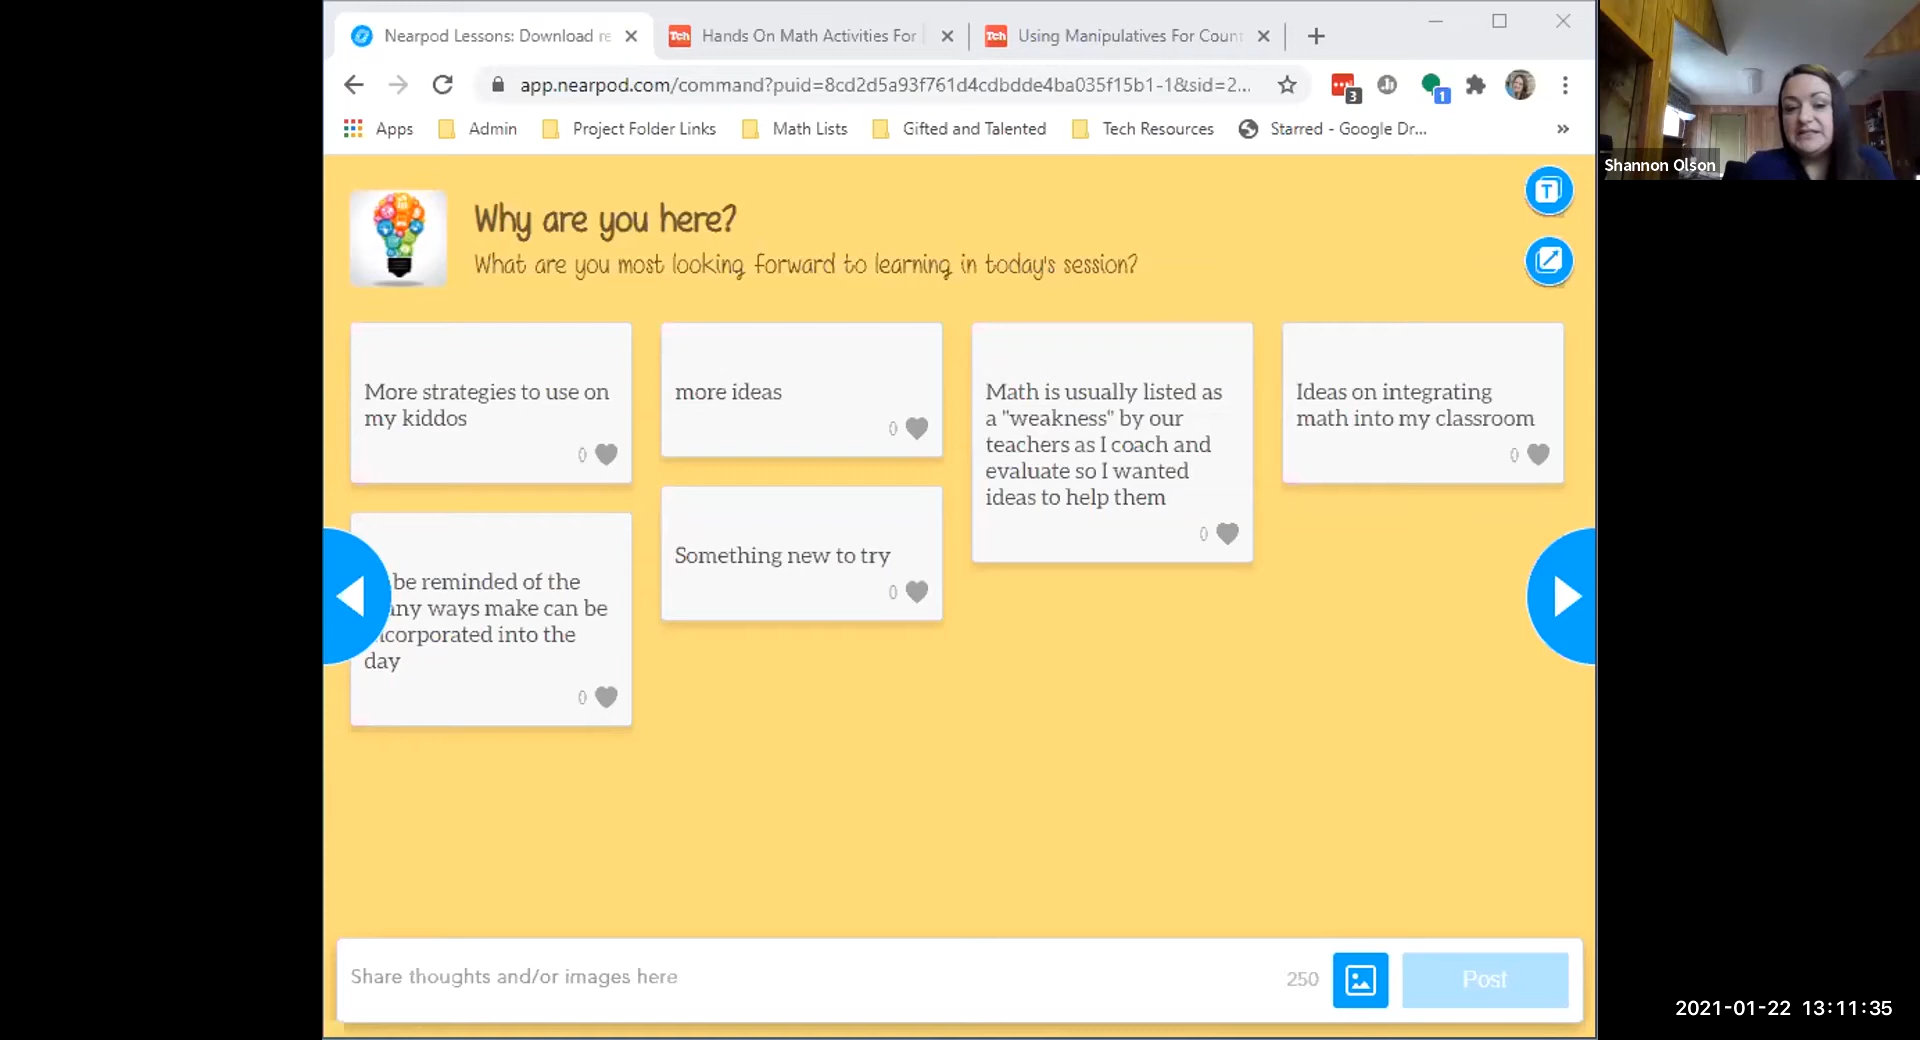 Nearpod Lessons: Download re
Hands On Math Activities For
Using Manipulatives For Coun
app.nearpod.com/command?puid=8cd2d5a93f761d4cdbdde4ba035f15b1-1&sid=2...
3
1
Apps
Admin
Project Folder Links
Math Lists
Gifted and Talented
Tech Resources
Starred - Google Dr...
»
Shannon Olson
Why are you here?
What are you most looking forward to learning in today's session?
T
More strategies to use on
my kiddos
0
be reminded of the
any ways make can be
ncorporated into the
day
0
more ideas
0
Something new to try
0
Math is usually listed as
a "weakness" by our
teachers as I coach and
evaluate so I wanted
ideas to help them
0
Ideas on integrating
math into my classroom
0
Share thoughts and/or images here
250
Post
2021-01-22 13:11:35